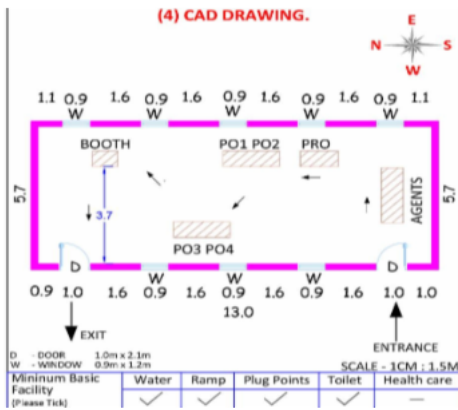 (4) CAD DRAWING.
E
N S
W
1.1 0.9 1.6 0.9 1.6 0.9 1.6 0.9 1.6 0.9 1.1
W W W W W
BOOTH PO1 PO2 PRO
5.7 5.7
3.7
AGENTS
PO3 PO4
D W W W D
0.9 1.0 1.6 0.9 1.6 0.9 1.6 0.9 1.6 1.0 1.0
13.0
EXIT
ENTRANCE
D - DOOR 1.0m x 2.1m
W - WINDOW 0.9m x 1.2m
SCALE - 1CM : 1.5M
Mininum Basic Facility [Please Tick] Water Ramp Plug Points Toilet Health care
✓ ✓ ✓ ✓ —